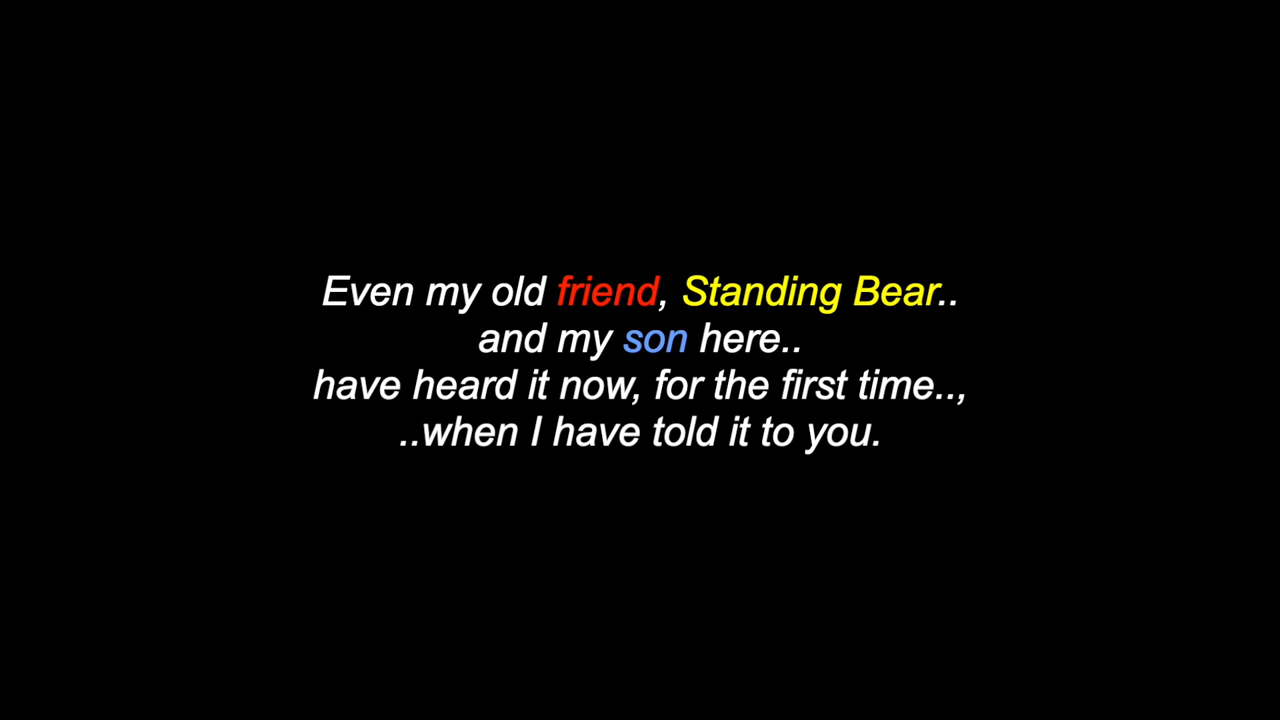 Even my old friend, Standing Bear..
and my son here..
have heard it now, for the first time..,
..when I have told it to you.